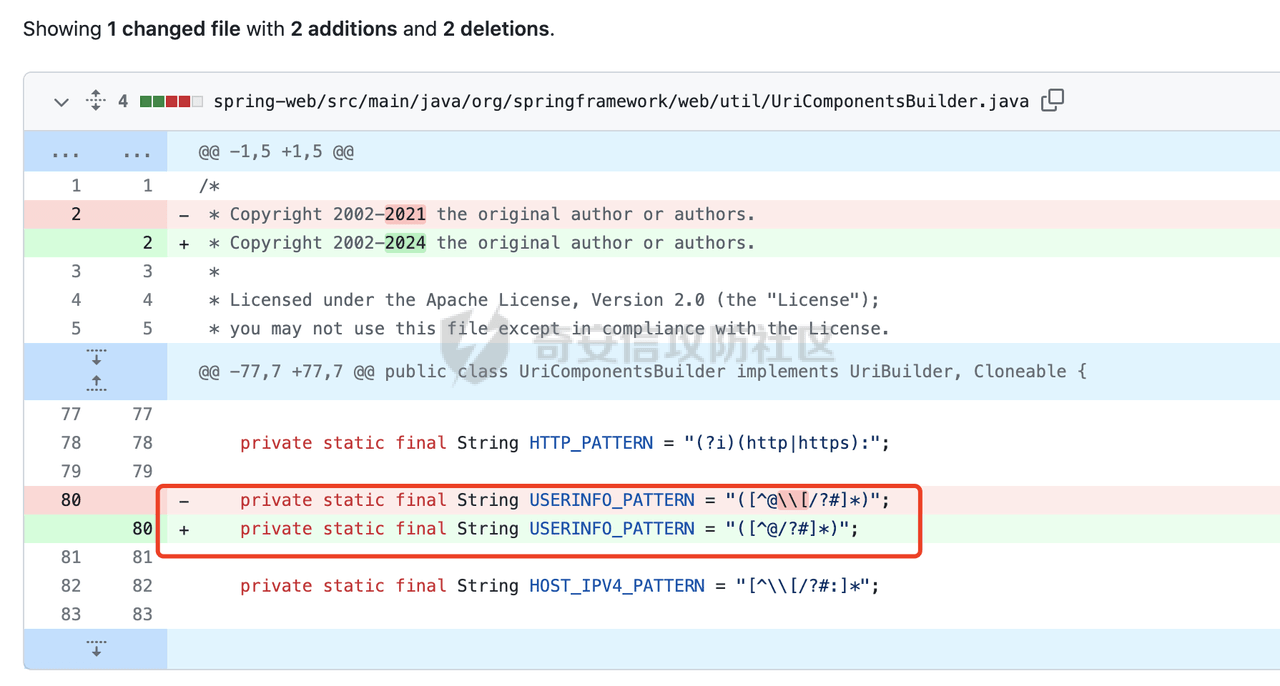 Showing 1 changed file with 2 additions and 2 deletions.
4 spring-web/src/main/java/org/springframework/web/util/UriComponentsBuilder.java
... ... @@ -1,5 +1,5 @@
1 1 /*
2 - * Copyright 2002-2021 the original author or authors.
2 + * Copyright 2002-2024 the original author or authors.
3 3 *
4 4 * Licensed under the Apache License, Version 2.0 (the "License");
5 5 * you may not use this file except in compliance with the License.
奇安信攻防社区
@@ -77,7 +77,7 @@ public class UriComponentsBuilder implements UriBuilder, Cloneable {
77 77
78 78 private static final String HTTP_PATTERN = "(?i)(http|https):";
79 79
80 - private static final String USERINFO_PATTERN = "([^@\\[/?#]*)";
80 + private static final String USERINFO_PATTERN = "([^@/?#]*)";
81 81
82 82 private static final String HOST_IPV4_PATTERN = "[^\\[/?#:]*";
83 83